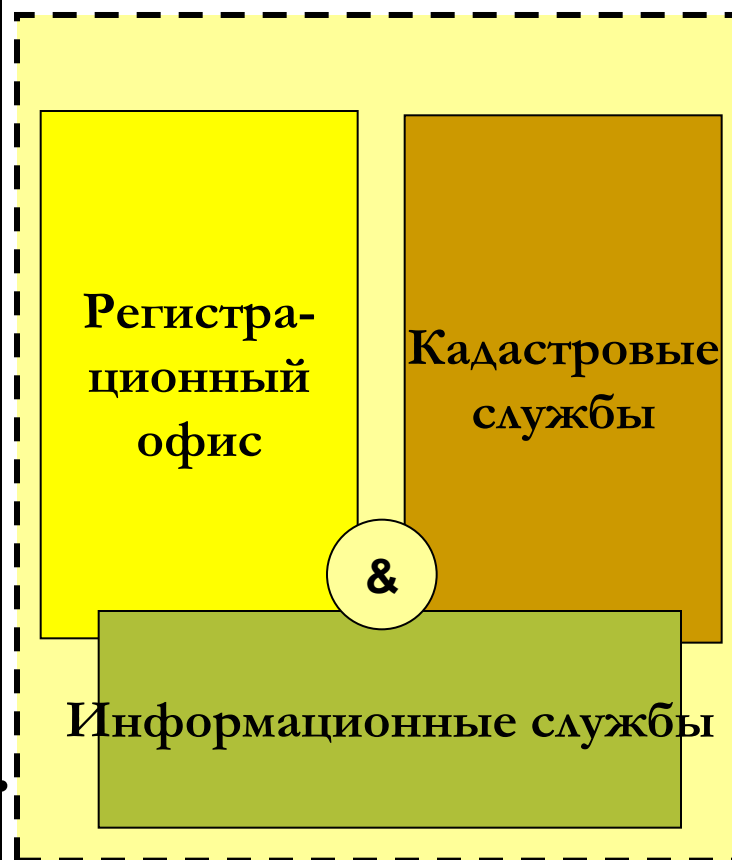 Регистра-
ционный
офис
Кадастровые
службы
&
Информационные службы